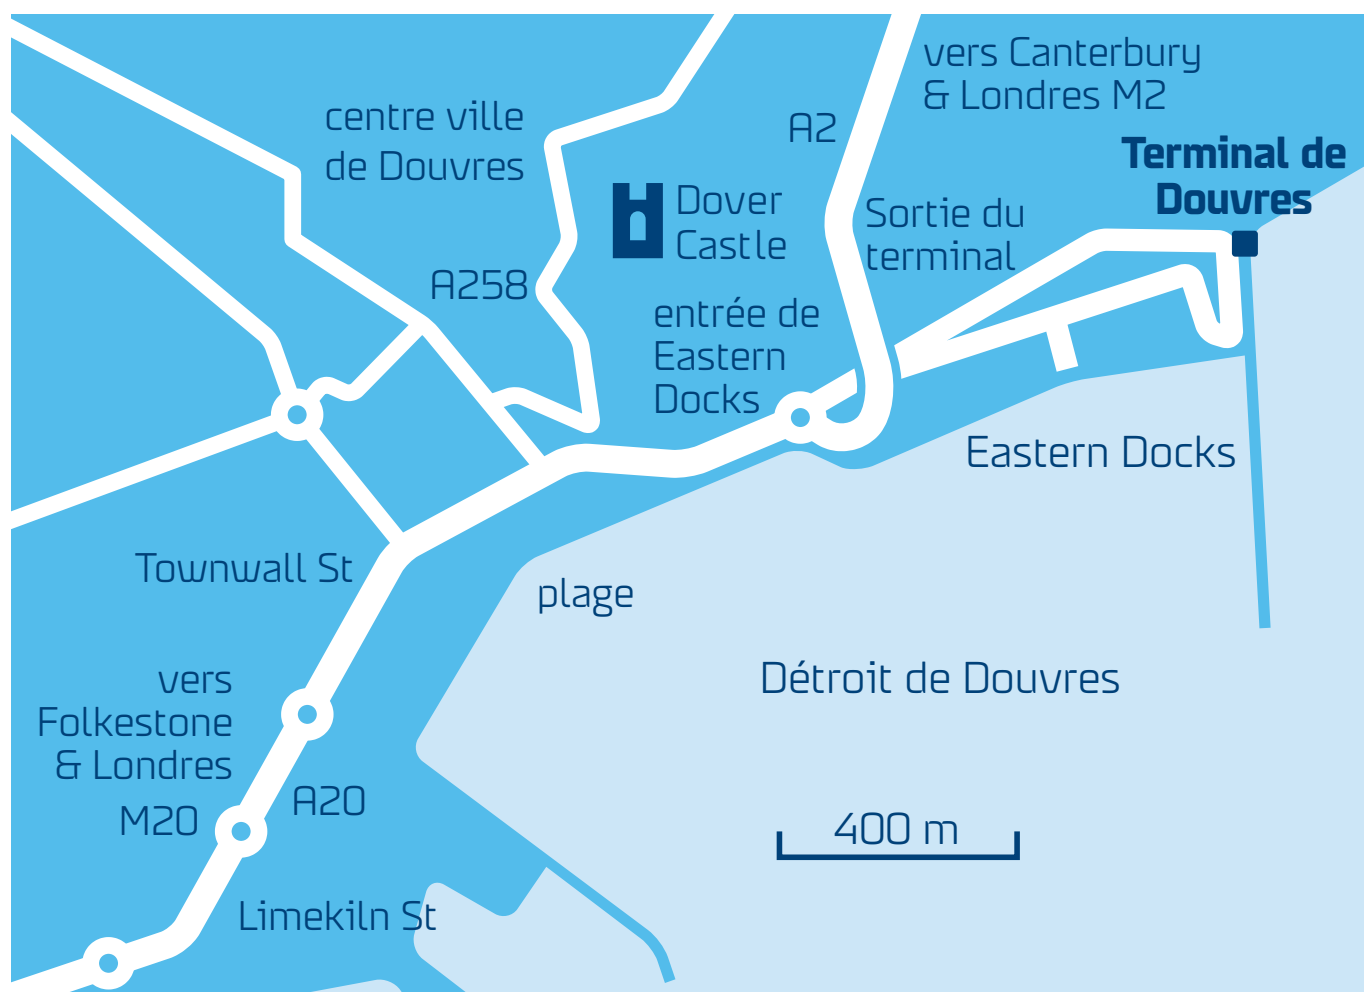 vers Canterbury
& Londres M2
centre ville
de Douvres
A2
Terminal de
Douvres
Dover
Castle
Sortie du
terminal
A258
entrée de
Eastern
Docks
Eastern Docks
Townwall St
plage
Détroit de Douvres
vers
Folkestone
& Londres
M20
A20
400 m
Limekiln St